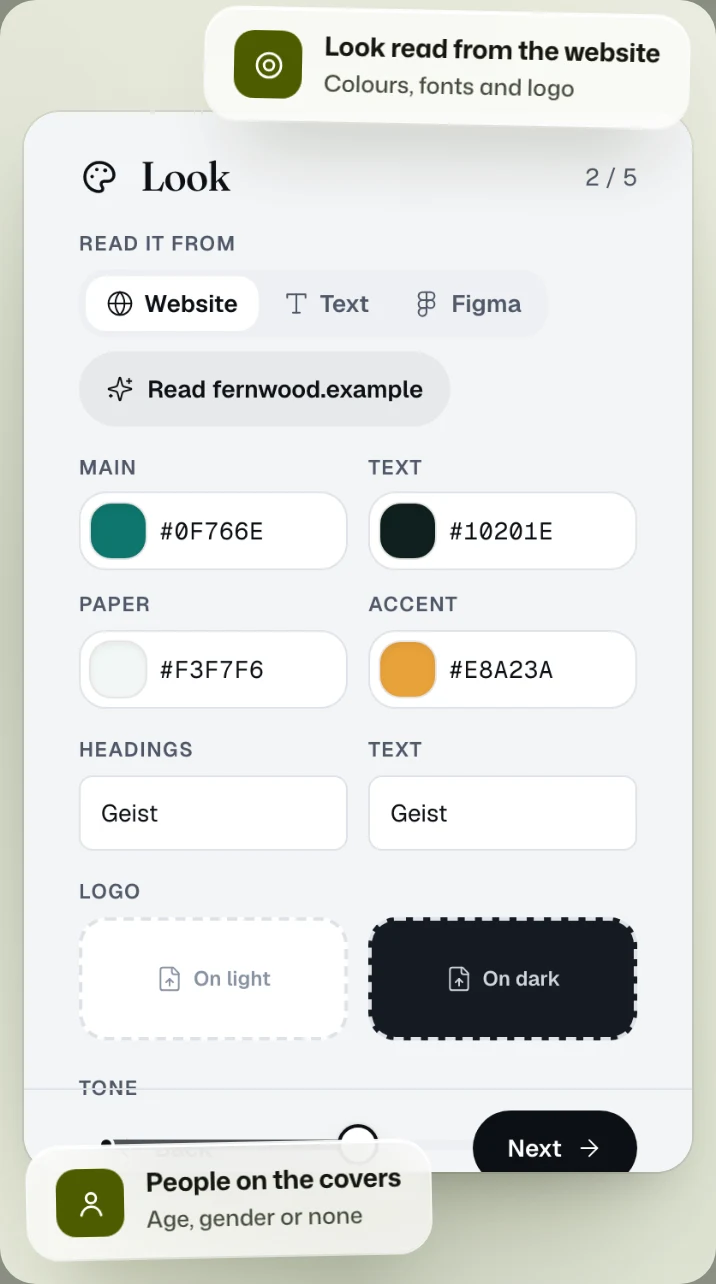 Look read from the website
Colours, fonts and logo
Look
2 / 5
READ IT FROM
Website
Text
Figma
Read fernwood.example
MAIN
TEXT
#0F766E
#10201E
PAPER
ACCENT
#F3F7F6
#E8A23A
HEADINGS
TEXT
Geist
Geist
LOGO
On light
On dark
TONE
Back
Next
People on the covers
Age, gender or none